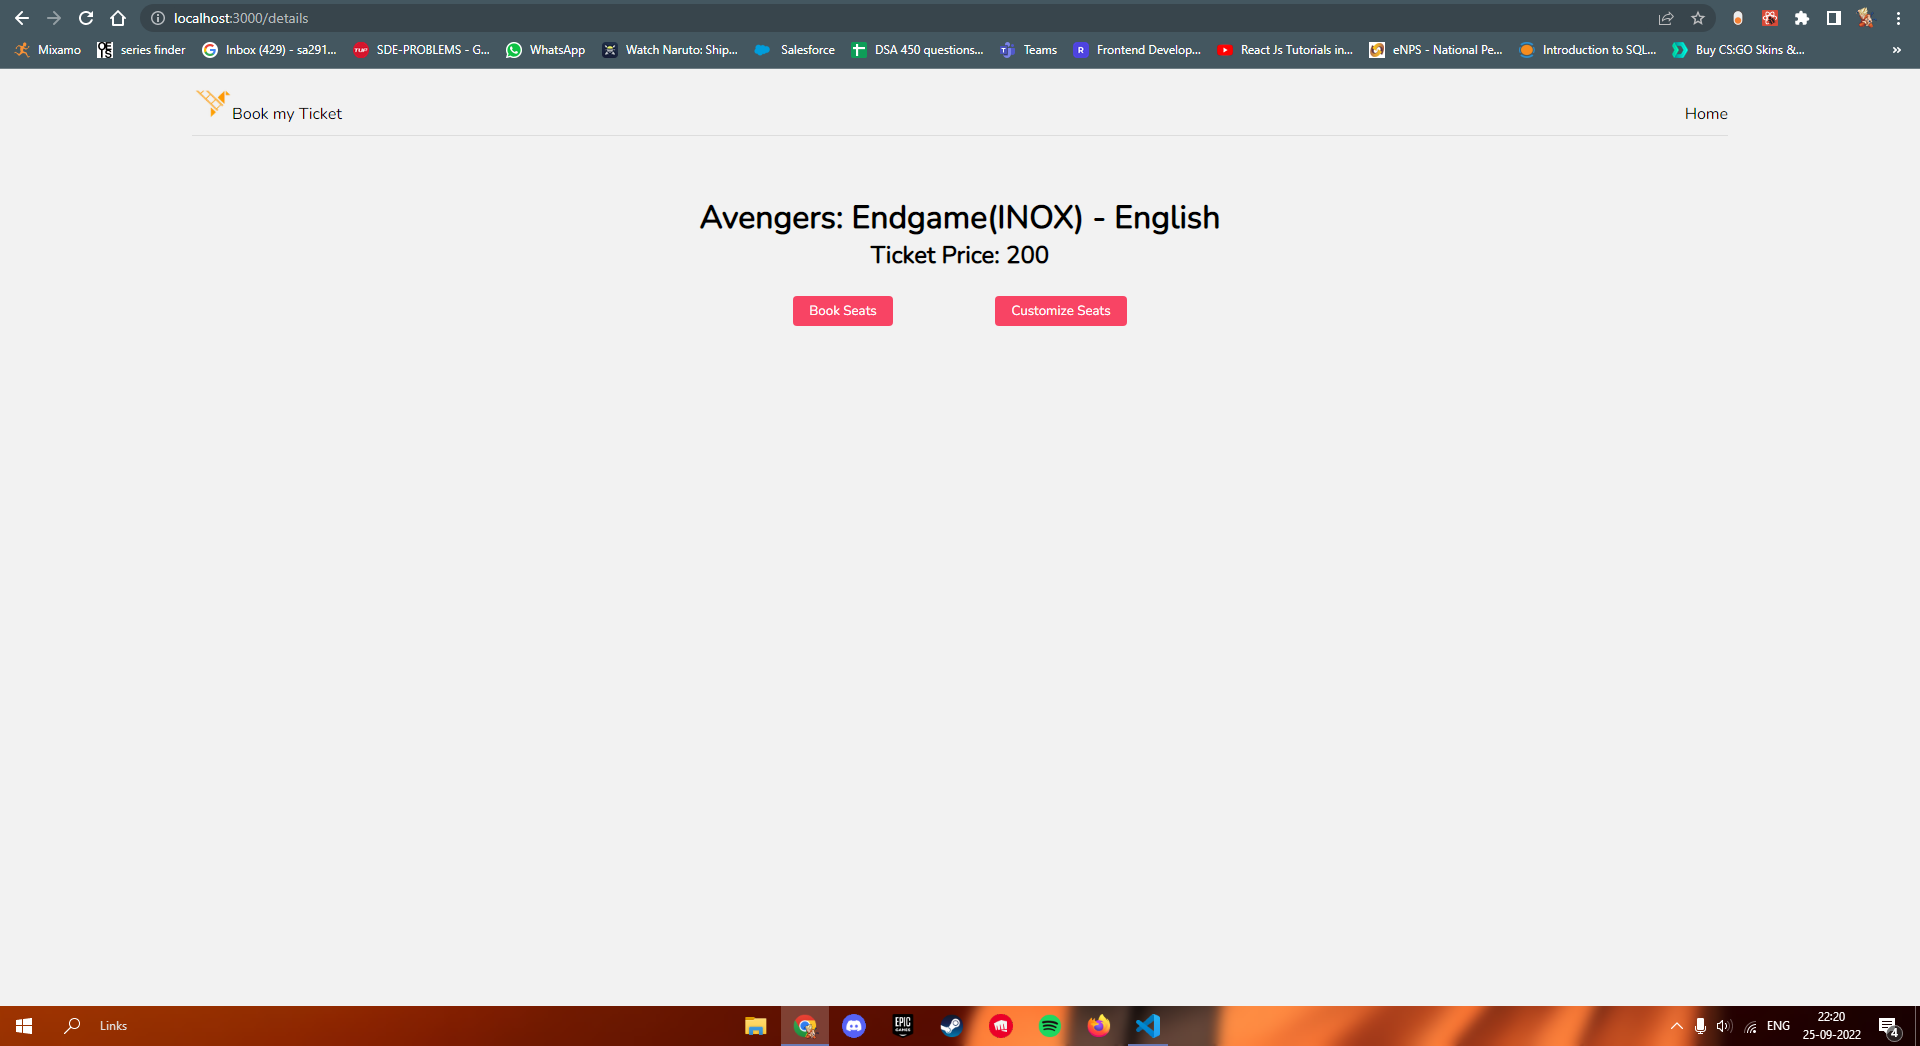 localhost:3000/details
Mixamo
series finder
Inbox (429) - sa291...
SDE-PROBLEMS - G...
WhatsApp
Watch Naruto: Ship...
Salesforce
DSA 450 questions...
Teams
Frontend Develop...
React Js Tutorials in...
eNPS - National Pe...
Introduction to SQL...
Buy CS:GO Skins &...
»
Book my Ticket
Home
Avengers: Endgame(INOX) - English
Ticket Price: 200
Book Seats
Customize Seats
Links
EPIC GAMES
ENG
22:20
25-09-2022
4